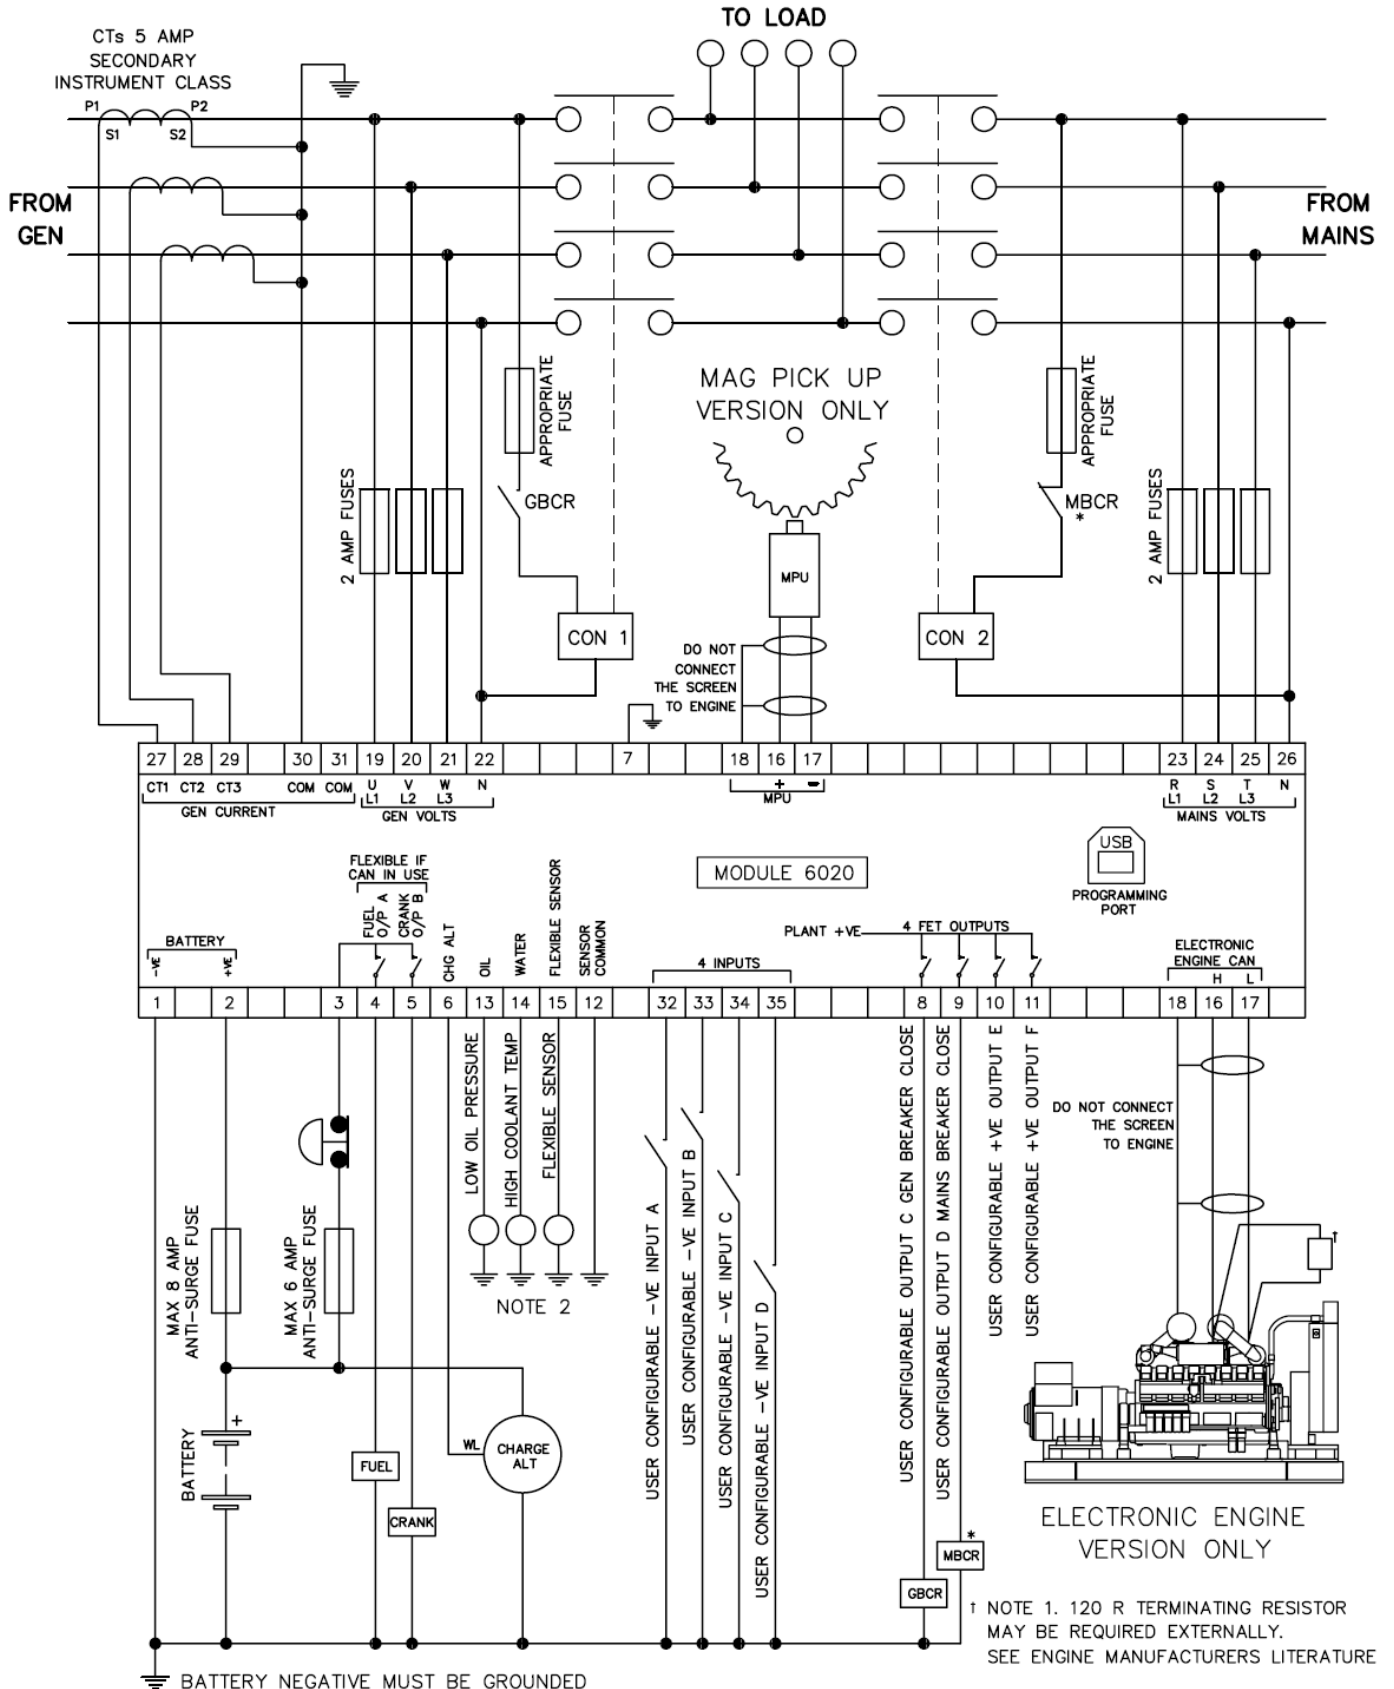 TO LOAD
CTs 5 AMP
SECONDARY
INSTRUMENT CLASS
P1
P2
S1
S2
FROM
GEN
FROM
MAINS
MAG PICK UP
VERSION ONLY
APPROPRIATE
FUSE
APPROPRIATE
FUSE
2 AMP FUSES
GBCR
MBCR
*
2 AMP FUSES
MPU
CON 1
CON 2
DO NOT
CONNECT
THE SCREEN
TO ENGINE
27 28 29 30 31 19 20 21 22 7 18 16 17 23 24 25 26
CT1 CT2 CT3 COM COM U V W N + - R S T N
L1 L2 L3 MPU L1 L2 L3
GEN CURRENT GEN VOLTS MAINS VOLTS
USB
PROGRAMMING
PORT
MODULE 6020
FLEXIBLE IF
CAN IN USE
FUEL
O/P A
CRANK
O/P B
CHG ALT
OIL
WATER
FLEXIBLE SENSOR
SENSOR
COMMON
BATTERY
-VE
+VE
4 INPUTS
PLANT +VE
4 FET OUTPUTS
ELECTRONIC
ENGINE CAN
H L
1 2 3 4 5 6 13 14 15 12 32 33 34 35 8 9 10 11 18 16 17
LOW OIL PRESSURE
HIGH COOLANT TEMP
FLEXIBLE SENSOR
NOTE 2
MAX 8 AMP
ANTI-SURGE FUSE
MAX 6 AMP
ANTI-SURGE FUSE
USER CONFIGURABLE -VE INPUT A
USER CONFIGURABLE -VE INPUT B
USER CONFIGURABLE -VE INPUT C
USER CONFIGURABLE -VE INPUT D
USER CONFIGURABLE OUTPUT C GEN BREAKER CLOSE
USER CONFIGURABLE OUTPUT D MAINS BREAKER CLOSE
USER CONFIGURABLE +VE OUTPUT E
USER CONFIGURABLE +VE OUTPUT F
DO NOT CONNECT
THE SCREEN
TO ENGINE
†
BATTERY
+
FUEL
CRANK
WL
CHARGE
ALT
*
MBCR
GBCR
ELECTRONIC ENGINE
VERSION ONLY
† NOTE 1. 120 R TERMINATING RESISTOR
MAY BE REQUIRED EXTERNALLY.
SEE ENGINE MANUFACTURERS LITERATURE
BATTERY NEGATIVE MUST BE GROUNDED